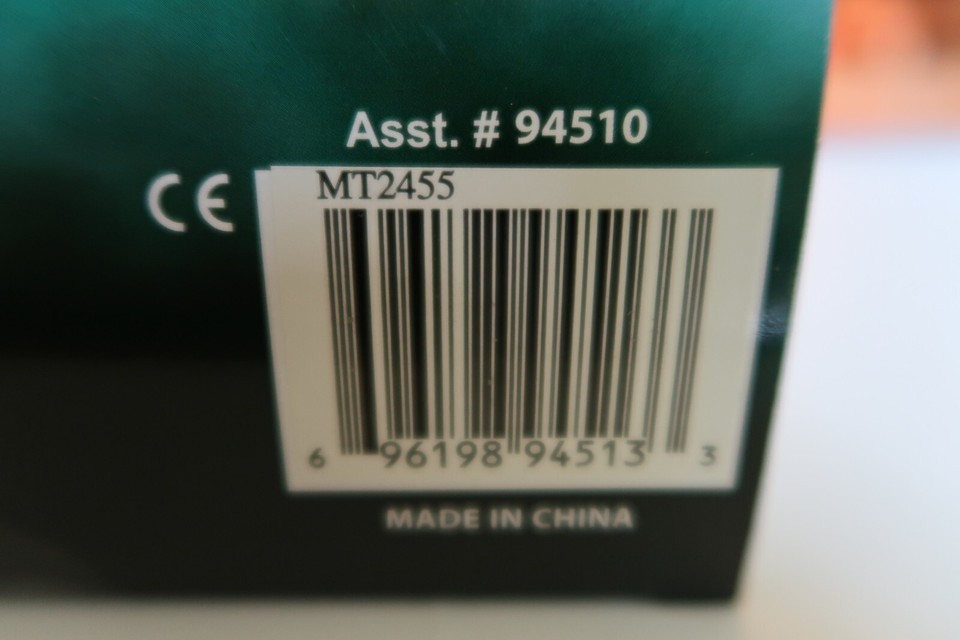 Asst. # 94510
CE
MT2455
6 96198 94513 3
MADE IN CHINA